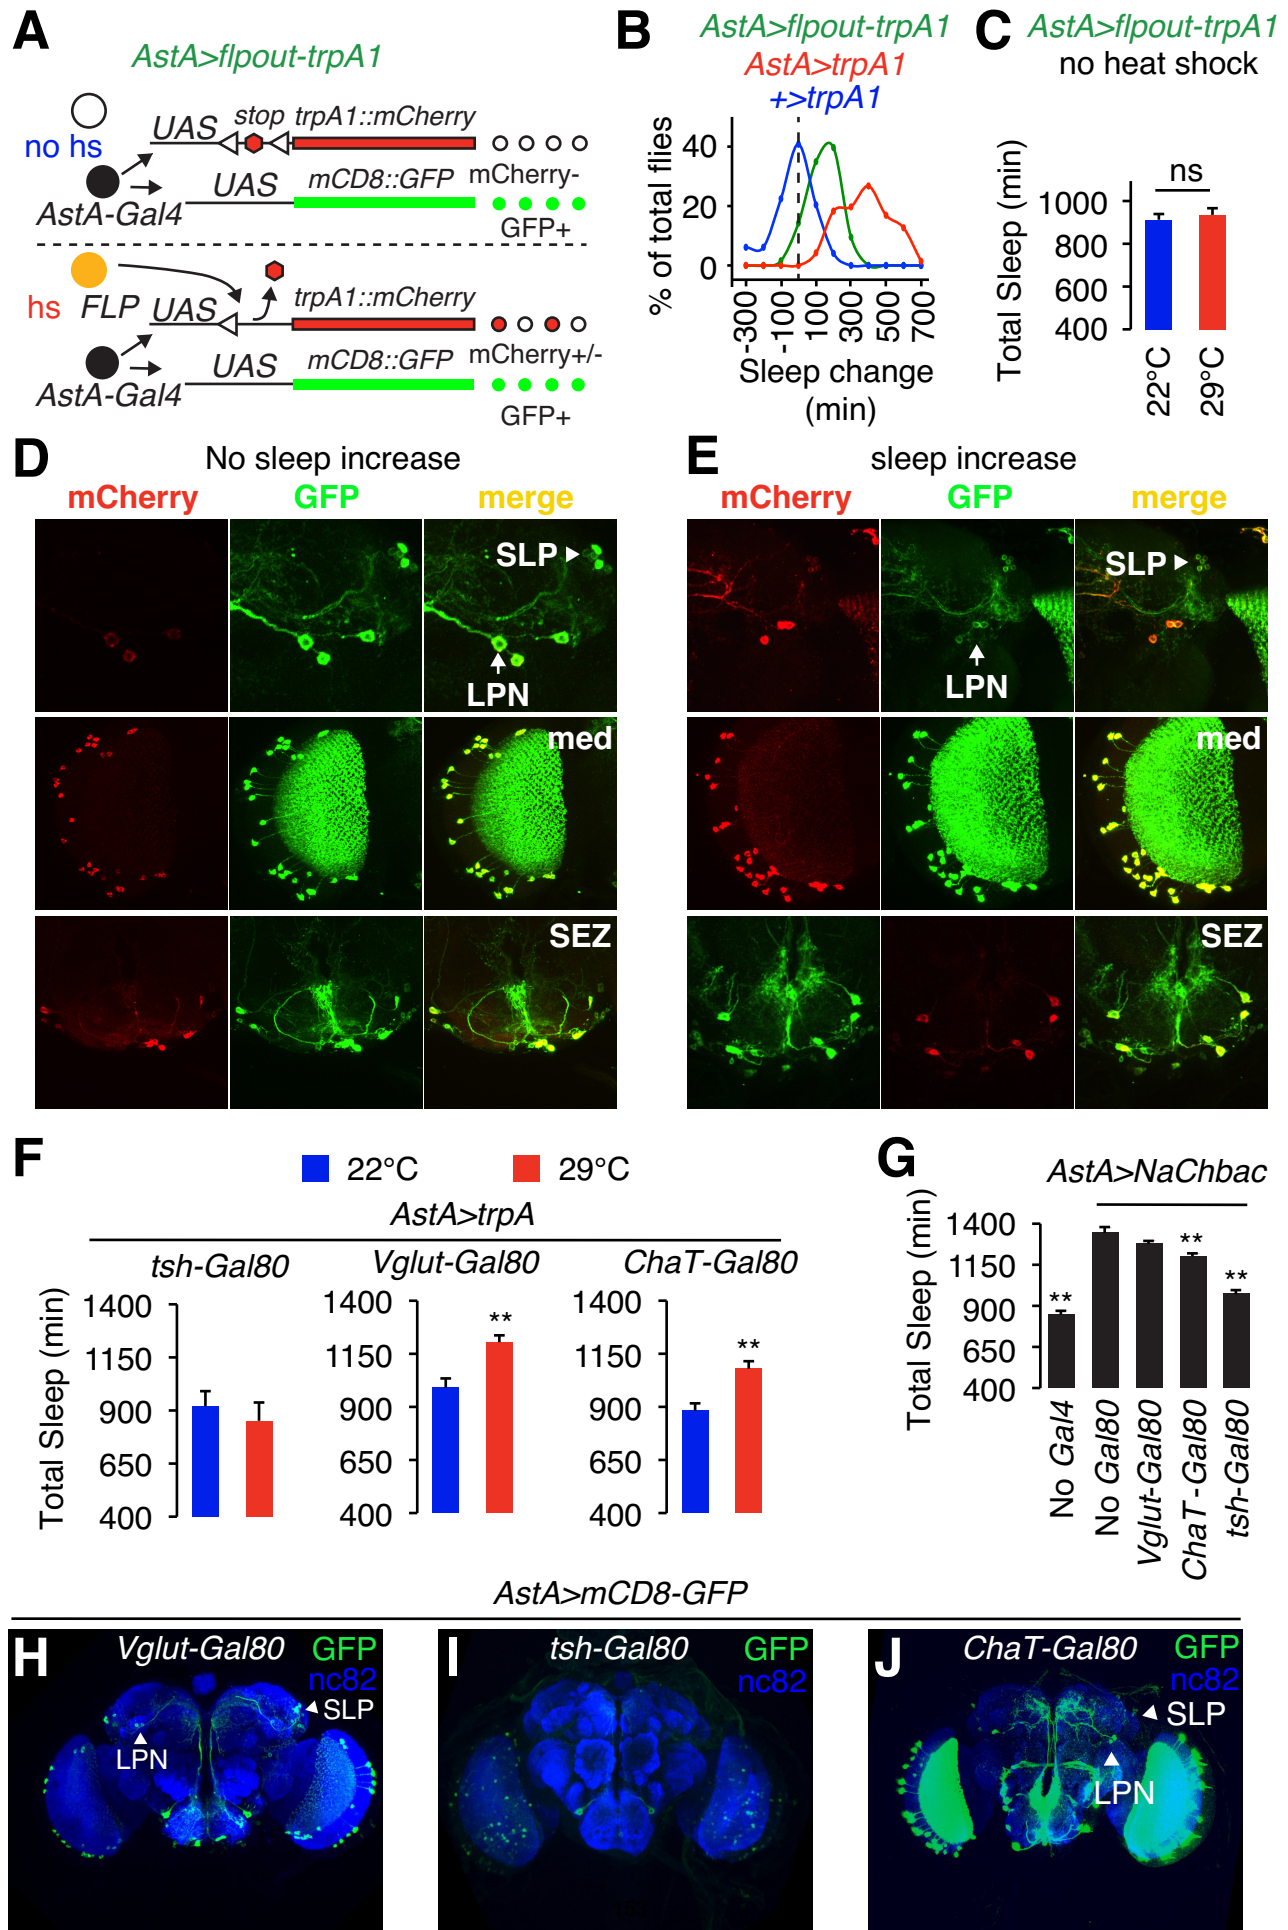 A
AstA>flpout-trpA1
no hs
UAS
stop
trpA1::mCherry
mCherry-
AstA-Gal4
UAS
mCD8::GFP
GFP+
hs
FLP
UAS
trpA1::mCherry
mCherry+/-
AstA-Gal4
UAS
mCD8::GFP
GFP+
B
AstA>flpout-trpA1
AstA>trpA1
+>trpA1
% of total flies
40
20
0
-300
-100
100
300
500
700
Sleep change
(min)
C
AstA>flpout-trpA1
no heat shock
Total Sleep (min)
ns
1000
800
600
400
22°C
29°C
D
No sleep increase
mCherry
GFP
merge
SLP
LPN
med
SEZ
E
sleep increase
mCherry
GFP
merge
SLP
LPN
med
SEZ
F
22°C
29°C
AstA>trpA
tsh-Gal80
Vglut-Gal80
ChaT-Gal80
Total Sleep (min)
1400
1150
900
650
400
1400
1150
900
650
400
**
1400
1150
900
650
400
**
G
AstA>NaChbac
Total Sleep (min)
1400
1150
900
650
400
**
**
**
No Gal4
No Gal80
Vglut-Gal80
ChaT-Gal80
tsh-Gal80
AstA>mCD8-GFP
H
Vglut-Gal80
GFP
nc82
SLP
LPN
I
tsh-Gal80
GFP
nc82
J
ChaT-Gal80
GFP
nc82
SLP
LPN